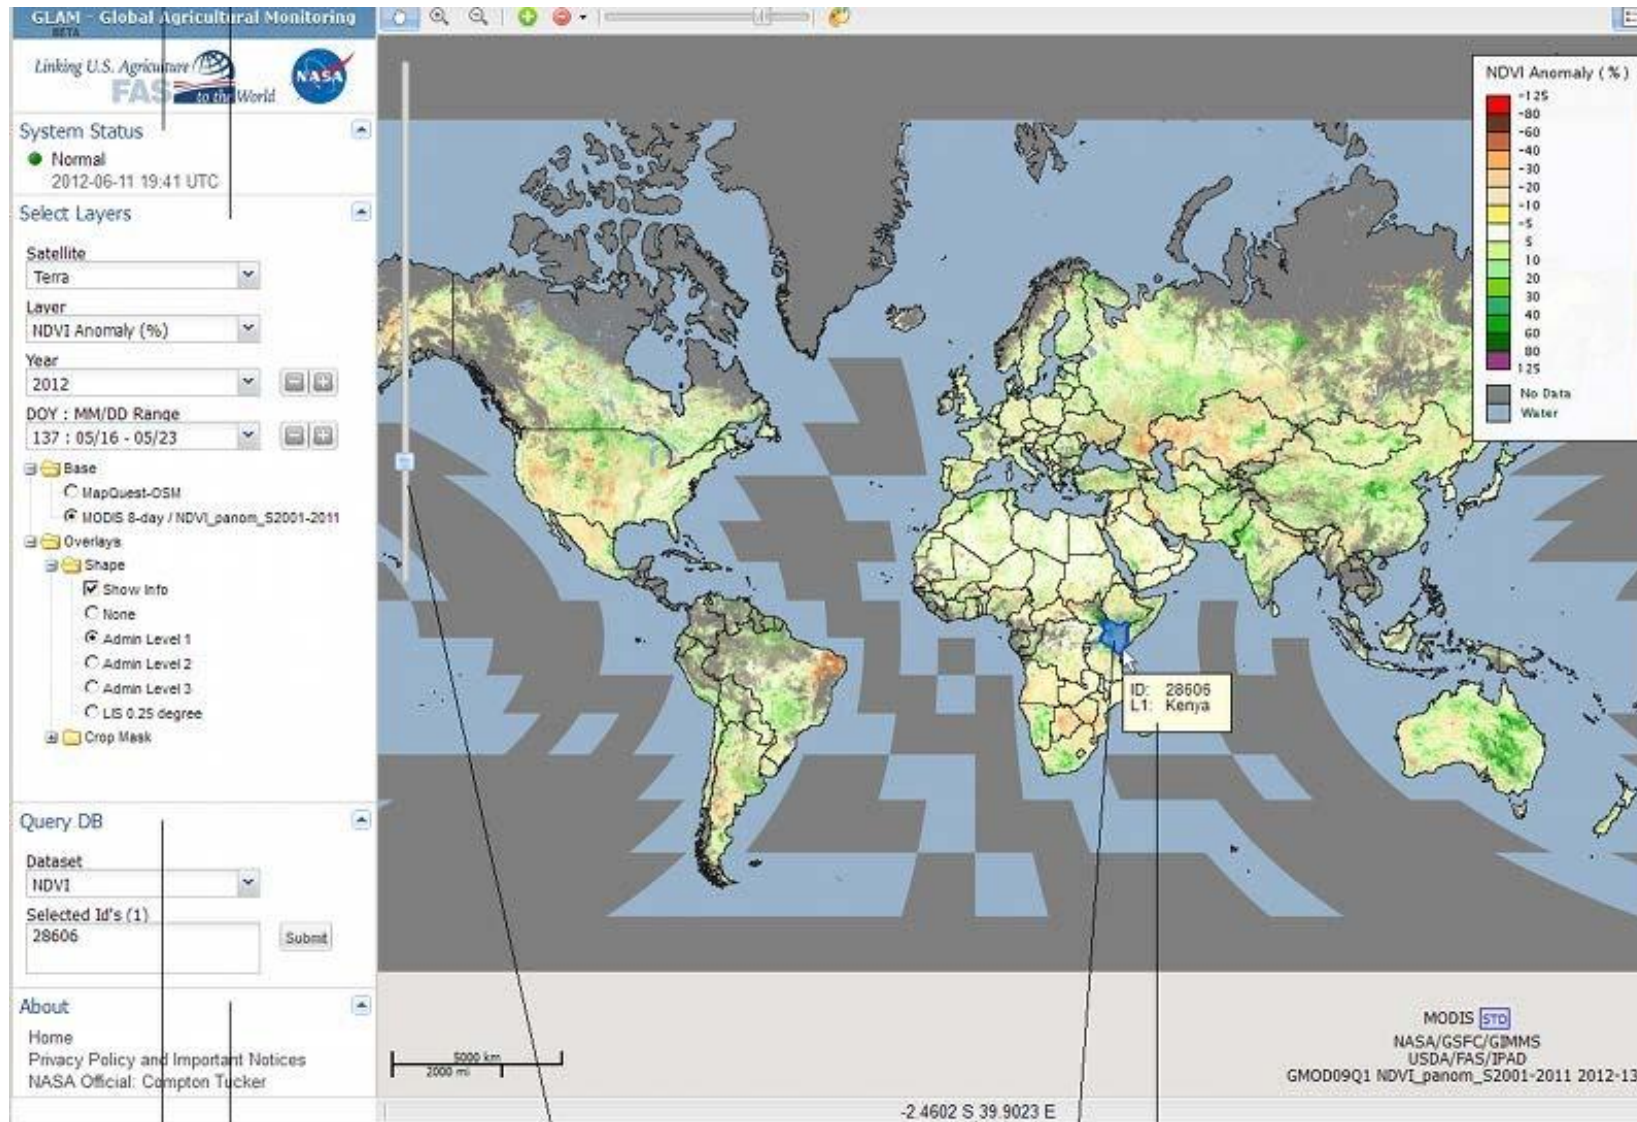 GLAM - Global Agricultural Monitoring
BETA
Linking U.S. Agriculture
FAS
to the World
NASA
System Status
Normal
2012-06-11 19:41 UTC
Select Layers
Satellite
Terra
Layer
NDVI Anomaly (%)
Year
2012
DOY : MM/DD Range
137 : 05/16 - 05/23
Base
MapQuest-OSM
MODIS 8-day / NDVI_panom_S2001-2011
Overlays
Shape
Show Info
None
Admin Level 1
Admin Level 2
Admin Level 3
LIS 0.25 degree
Crop Mask
Query DB
Dataset
NDVI
Selected Id's (1)
28606
Submit
About
Home
Privacy Policy and Important Notices
NASA Official: Compton Tucker
NDVI Anomaly (%)
-125
-80
-60
-40
-30
-20
-10
-5
5
10
20
30
40
60
80
125
No Data
Water
ID: 28606
L1: Kenya
5000 km
2000 mi
MODIS STD
NASA/GSFC/GIMMS
USDA/FAS/IPAD
GMOD09Q1 NDVI_panom_S2001-2011 2012-13
-2.4602 S 39.9023 E